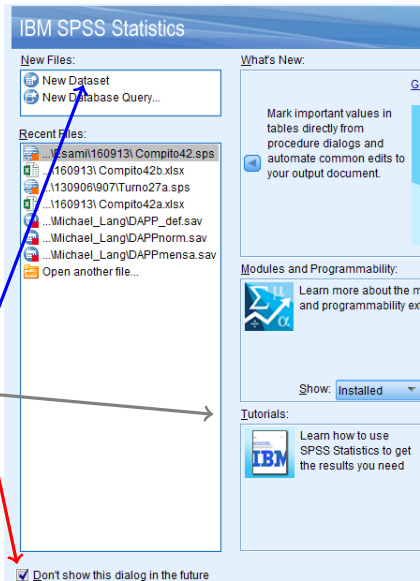 IBM SPSS Statistics
New Files:
New Dataset
New Database Query...
Recent Files:
...\Esami\160913\ Compito42.sps
...\160913\ Compito42b.xlsx
...\130906\907\Turno27a.sps
...\160913\ Compito42a.xlsx
...\Michael_Lang\DAPP_def.sav
...\Michael_Lang\DAPPnorm.sav
...\Michael_Lang\DAPPmensa.sav
Open another file...
Don't show this dialog in the future
What's New:
G
Mark important values in
tables directly from
procedure dialogs and
automate common edits to
your output document.
Modules and Programmability:
Σ μ α
Learn more about the m
and programmability ex
Show: Installed
Tutorials:
IBM
Learn how to use
SPSS Statistics to get
the results you need